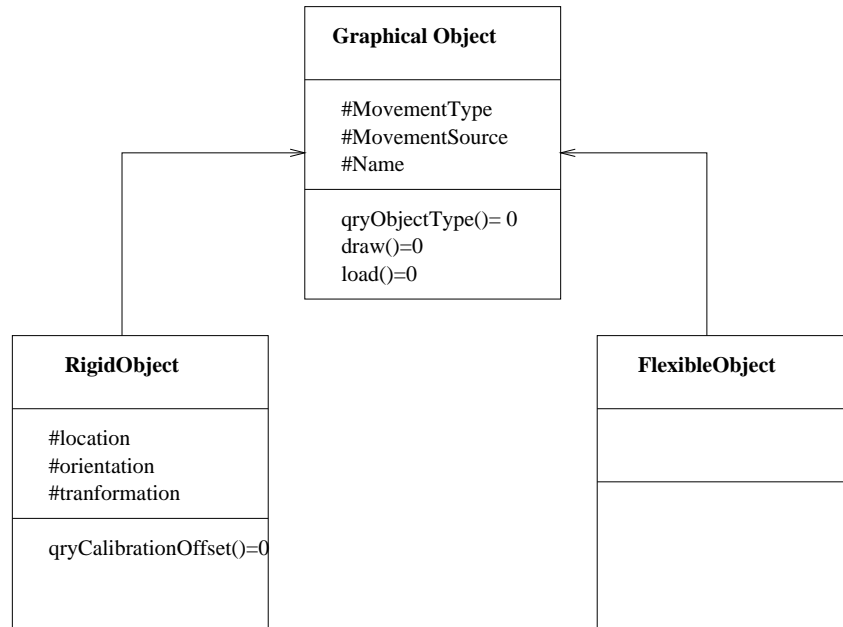 Graphical Object
#MovementType
#MovementSource
#Name
qryObjectType()= 0
draw()=0
load()=0
RigidObject
#location
#orientation
#tranformation
qryCalibrationOffset()=0
FlexibleObject